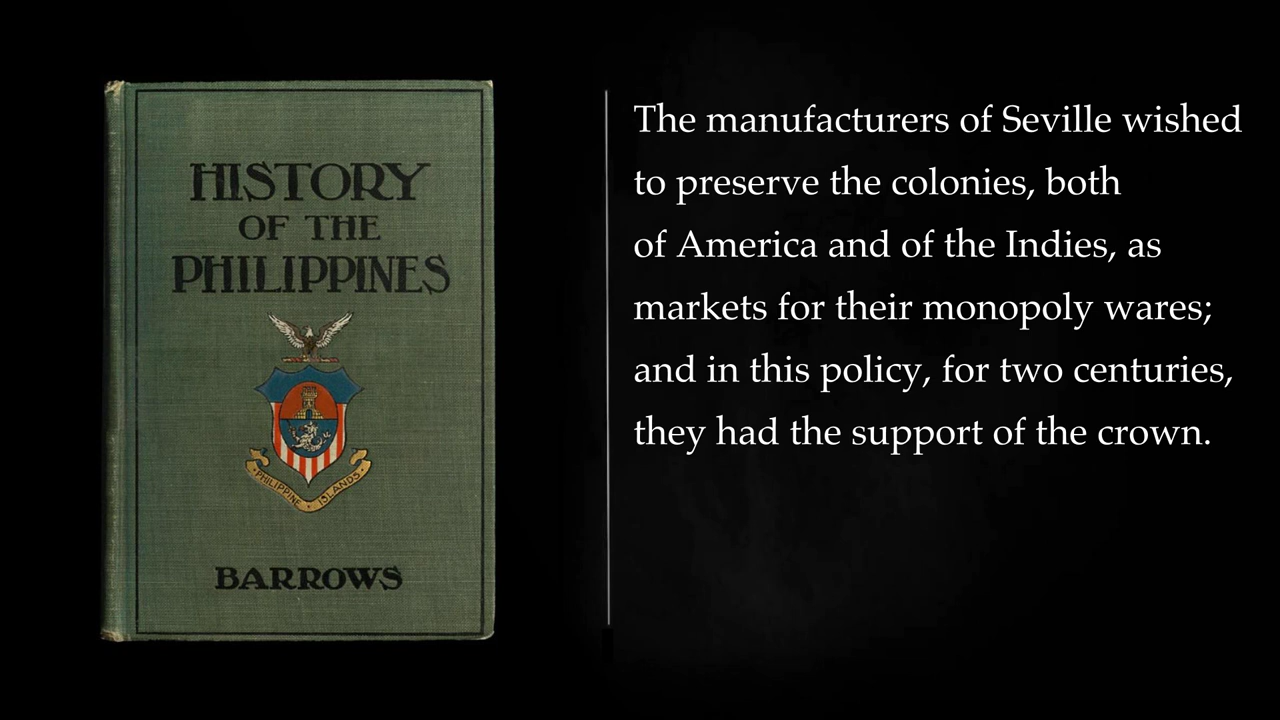 HISTORY
OF THE
PHILIPPINES
PHILIPPINE ISLANDS
BARROWS
The manufacturers of Seville wished
to preserve the colonies, both
of America and of the Indies, as
markets for their monopoly wares;
and in this policy, for two centuries,
they had the support of the crown.